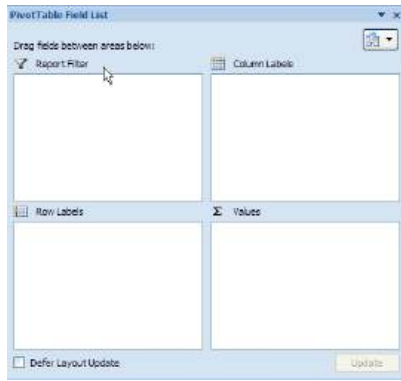 PivotTable Field List
Drag fields between areas below:
Report Filter
Column Labels
Row Labels
Σ Values
Defer Layout Update
Update